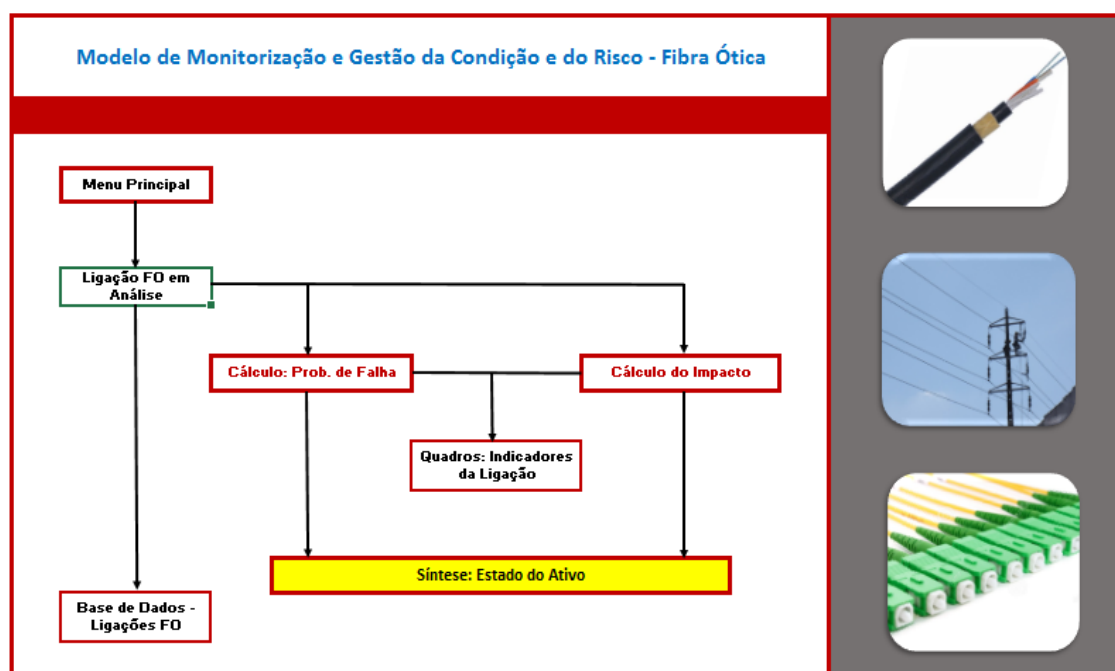 Modelo de Monitorização e Gestão da Condição e do Risco - Fibra Ótica
Menu Principal
Ligação FO em
Análise
Cálculo: Prob. de Falha
Cálculo do Impacto
Quadros: Indicadores
da Ligação
Síntese: Estado do Ativo
Base de Dados -
Ligações FO